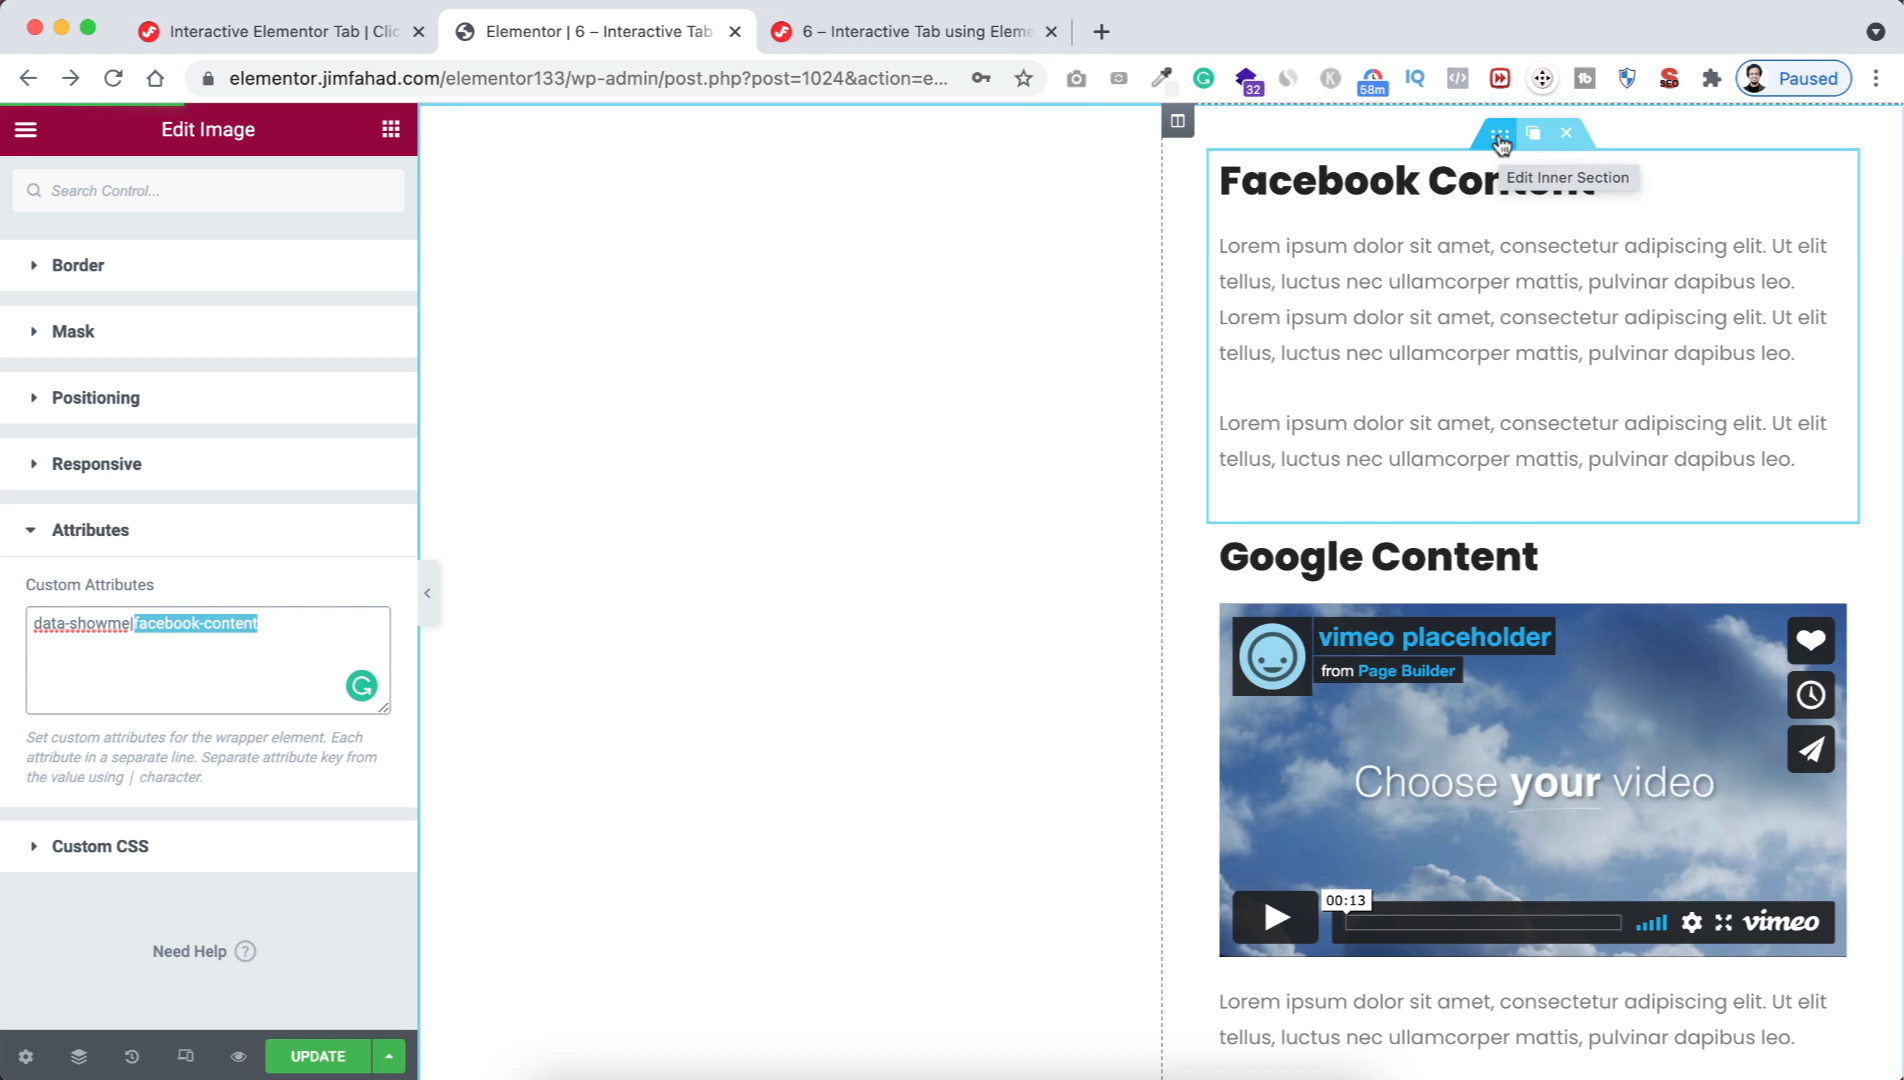 Interactive Elementor Tab | Clic
Elementor | 6 – Interactive Tab
6 – Interactive Tab using Eleme
elementor.jimfahad.com/elementor133/wp-admin/post.php?post=1024&action=e...
32
K
58m
IQ
tb
SEO
Paused
Edit Image
Search Control...
Border
Mask
Positioning
Responsive
Attributes
Custom Attributes
data-showme|facebook-content
Set custom attributes for the wrapper element. Each
attribute in a separate line. Separate attribute key from
the value using | character.
Custom CSS
Need Help ?
UPDATE
Edit Inner Section
Lorem ipsum dolor sit amet, consectetur adipiscing elit. Ut elit
tellus, luctus nec ullamcorper mattis, pulvinar dapibus leo.
Lorem ipsum dolor sit amet, consectetur adipiscing elit. Ut elit
tellus, luctus nec ullamcorper mattis, pulvinar dapibus leo.
Lorem ipsum dolor sit amet, consectetur adipiscing elit. Ut elit
tellus, luctus nec ullamcorper mattis, pulvinar dapibus leo.
Facebook Content
Google Content
vimeo placeholder
from Page Builder
Choose your video
00:13
vimeo
Lorem ipsum dolor sit amet, consectetur adipiscing elit. Ut elit
tellus, luctus nec ullamcorper mattis, pulvinar dapibus leo.